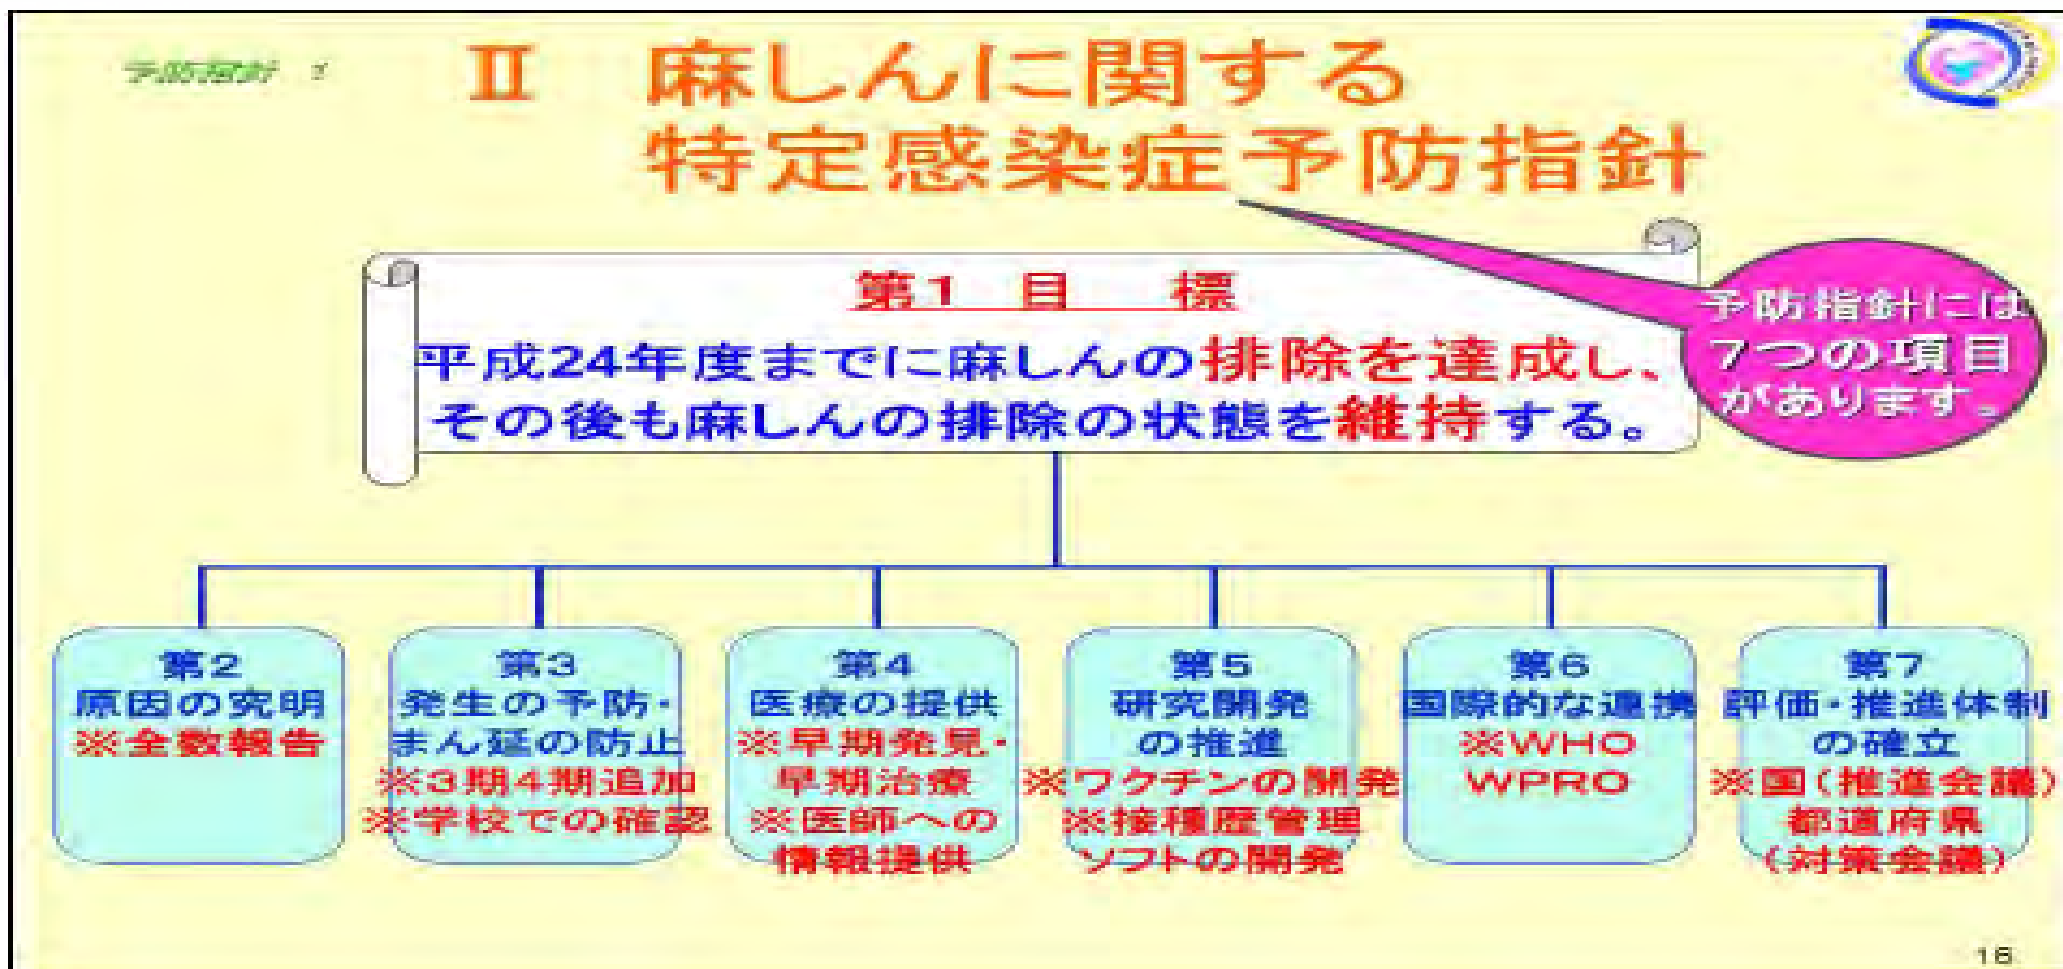 予防指針
Ⅱ 麻しんに関する
特定感染症予防指針
第1 目 標
平成24年度までに麻しんの排除を達成し、
その後も麻しんの排除の状態を維持する。
予防指針には
7つの項目
があります。
第2
原因の究明
※全数報告
第3
発生の予防・
まん延の防止
※3期4期追加
※学校での確認
第4
医療の提供
※早期発見・
早期治療
※医師への
情報提供
第5
研究開発
の推進
※ワクチンの開発
※接種歴管理
ソフトの開発
第6
国際的な連携
※WHO
WPRO
第7
評価・推進体制
の確立
※国(推進会議)
都道府県
(対策会議)